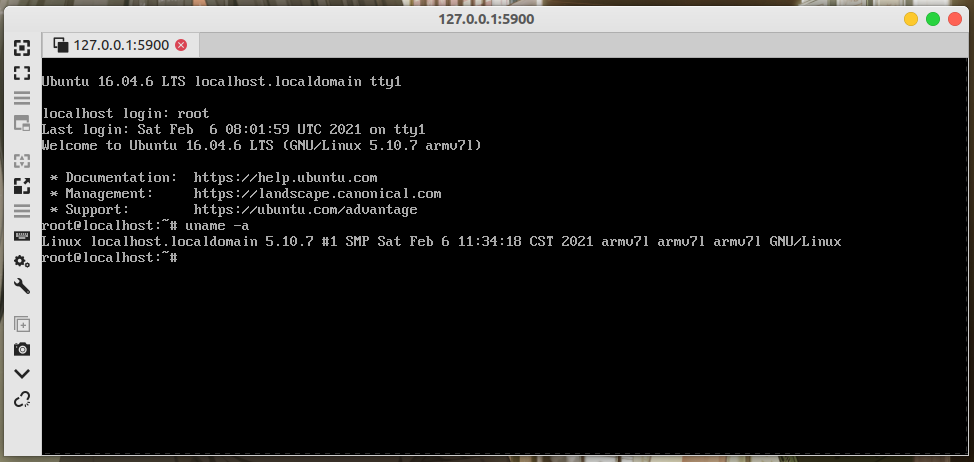 127.0.0.1:5900
127.0.0.1:5900
Ubuntu 16.04.6 LTS localhost.localdomain tty1
localhost login: root
Last login: Sat Feb  6 08:01:59 UTC 2021 on tty1
Welcome to Ubuntu 16.04.6 LTS (GNU/Linux 5.10.7 armv7l)
 * Documentation:  https://help.ubuntu.com
 * Management:     https://landscape.canonical.com
 * Support:        https://ubuntu.com/advantage
root@localhost:~# uname -a
Linux localhost.localdomain 5.10.7 #1 SMP Sat Feb 6 11:34:18 CST 2021 armv7l armv7l armv7l GNU/Linux
root@localhost:~#